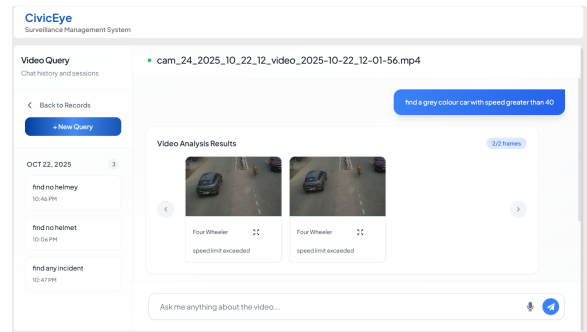 CivicEye
Surveillance Management System
Video Query
Chat history and sessions
Back to Records
+ New Query
OCT 22, 2025 3
find no helmey
10:46 PM
find no helmet
10:06 PM
find any incident
10:47 PM
cam_24_2025_10_22_12_video_2025-10-22_12-01-56.mp4
find a grey colour car with speed greater than 40
Video Analysis Results 2/2 frames
Four Wheeler
speed limit exceeded
Four Wheeler
speed limit exceeded
Ask me anything about the video...